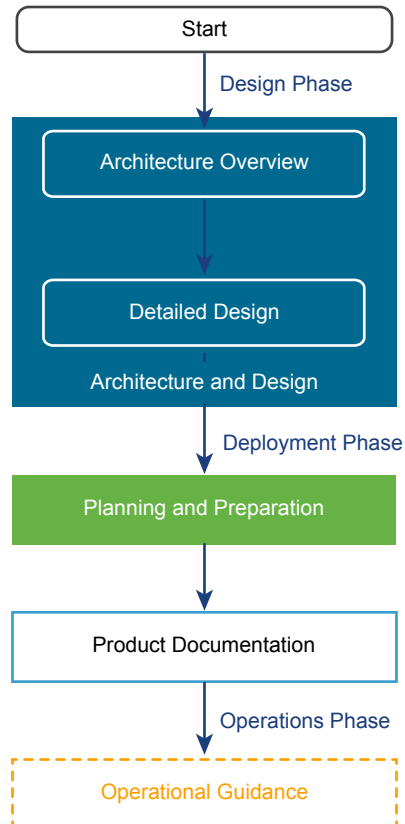 Start
Design Phase
Architecture Overview
Detailed Design
Architecture and Design
Deployment Phase
Planning and Preparation
Product Documentation
Operations Phase
Operational Guidance